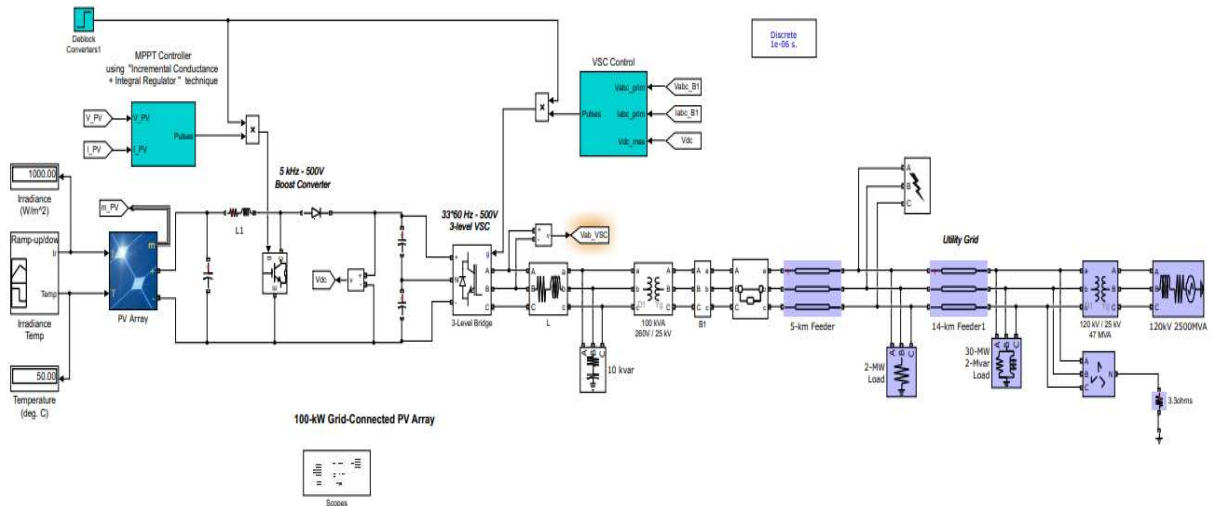 Deblock
Converters1
MPPT Controller
using "Incremental Conductance
+ Integral Regulator " technique
V_PV
I_PV
V_PV
I_PV
Pulses
x
5 kHz - 500V
Boost Converter
1000.00
Irradiance
(W/m^2)
m_PV
Ramp-up/dow
Ir
Temp
Irradiance
Temp
50.00
Temperature
(deg. C)
m
+
-
T
PV Array
L1
Vdc
v
33*60 Hz - 500V
3-level VSC
g
+
N
-
A
B
C
3-Level Bridge
x
VSC Control
Pulses
Vabc_prim
Iabc_prim
Vdc_mes
Vabc_B1
Iabc_B1
Vdc
Discrete
1e-06 s.
v
Vab_VSC
A
B
C
a
b
c
L
A
B
C
10 kvar
a
b
c
A
B
C
100 kVA
260V / 25 kV
A
B
C
a
b
c
B1
A
B
C
a
b
c
5-km Feeder
A
B
C
Utility Grid
14-km Feeder1
A
B
C
2-MW
Load
A
B
C
30-MW
2-Mvar
Load
a
b
c
A
B
C
120 kV / 25 kV
47 MVA
A
B
C
120kV 2500MVA
A
B
C
N
3.3ohms
100-kW Grid-Connected PV Array
Scopes